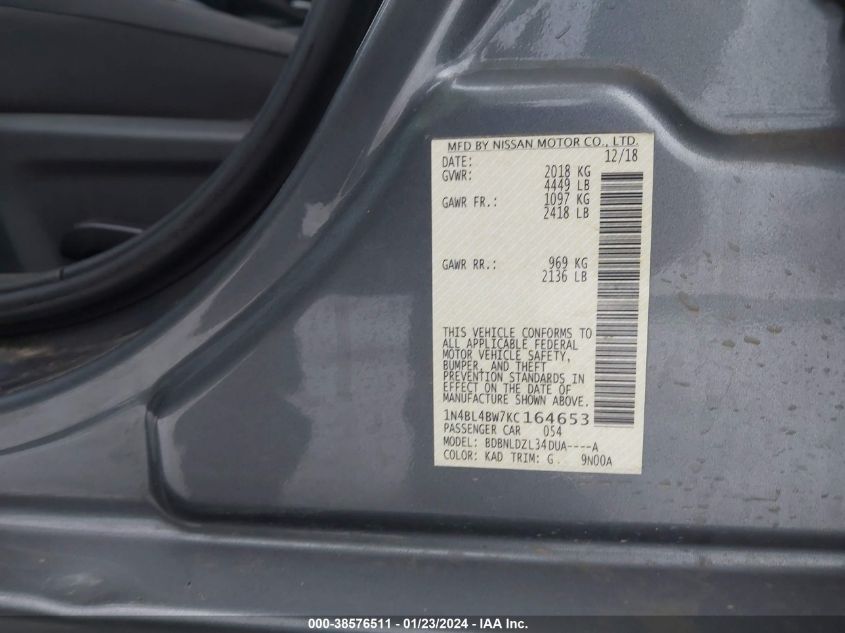 MFD BY NISSAN MOTOR CO., LTD.
DATE: 12/18
GVWR: 2018 KG
4449 LB
GAWR FR.: 1097 KG
2418 LB
GAWR RR.: 969 KG
2136 LB
THIS VEHICLE CONFORMS TO
ALL APPLICABLE FEDERAL
MOTOR VEHICLE SAFETY,
BUMPER, AND THEFT
PREVENTION STANDARDS IN
EFFECT ON THE DATE OF
MANUFACTURE SHOWN ABOVE.
1N4BL4BW7KC164653
PASSENGER CAR 054
MODEL: BDBNLDZL34DUA----A
COLOR: KAD TRIM: G 9N00A
000-38576511 - 01/23/2024 - IAA Inc.